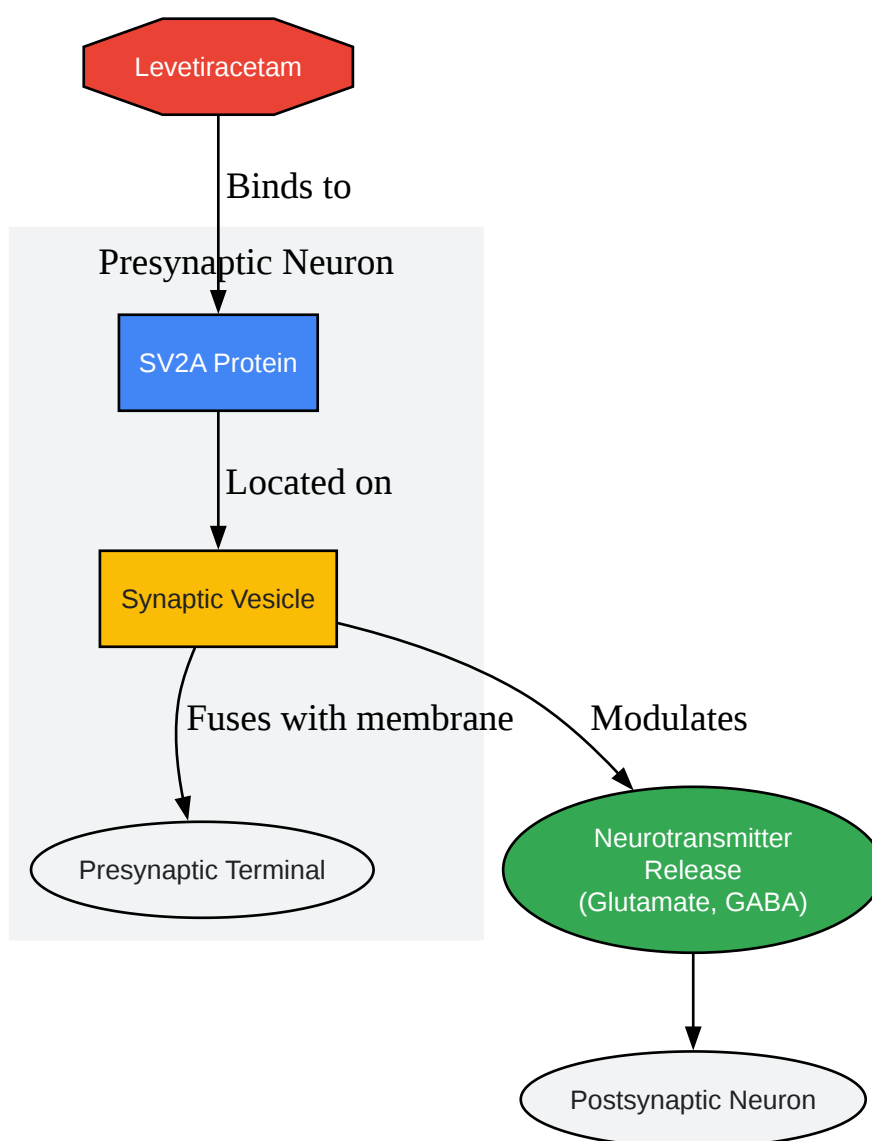 Levetiracetam
Binds to
Presynaptic Neuron
SV2A Protein
Located on
Synaptic Vesicle
Fuses with membrane
Modulates
Presynaptic Terminal
Neurotransmitter
Release
(Glutamate, GABA)
Postsynaptic Neuron